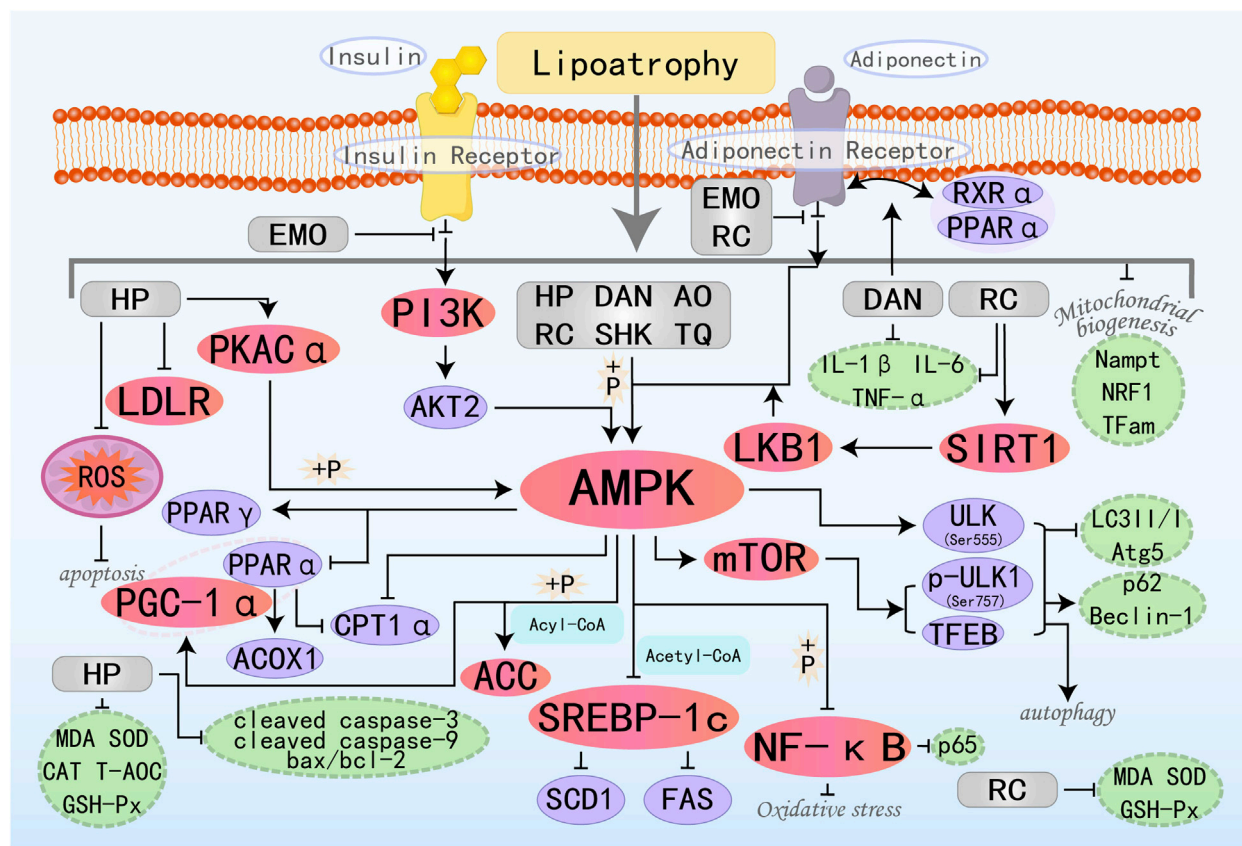 Insulin
Lipoatrophy
Adiponectin
Insulin Receptor
Adiponectin Receptor
EMO
RC
RXR α
PPAR α
EMO
HP
PI3K
HP DAN AO
RC SHK TQ
DAN
RC
Mitochondrial
biogenesis
PKAC α
LDLR
AKT2
+
P
IL-1 β IL-6
TNF-α
Nampt
NRF1
TFam
LKB1
SIRT1
ROS
+P
AMPK
PPAR γ
ULK
(Ser555)
LC3II/I
Atg5
apoptosis
PPAR α
PGC-1 α
CPT1 α
ACOX1
+P
Acyl-CoA
mTOR
p-ULK1
(Ser757)
TFEB
p62
Beclin-1
Acetyl-CoA
+
P
ACC
HP
SREBP-1c
autophagy
MDA SOD
CAT T-AOC
GSH-Px
cleaved caspase-3
cleaved caspase-9
bax/bcl-2
NF-κB
p65
SCD1
FAS
Oxidative stress
RC
MDA SOD
GSH-Px